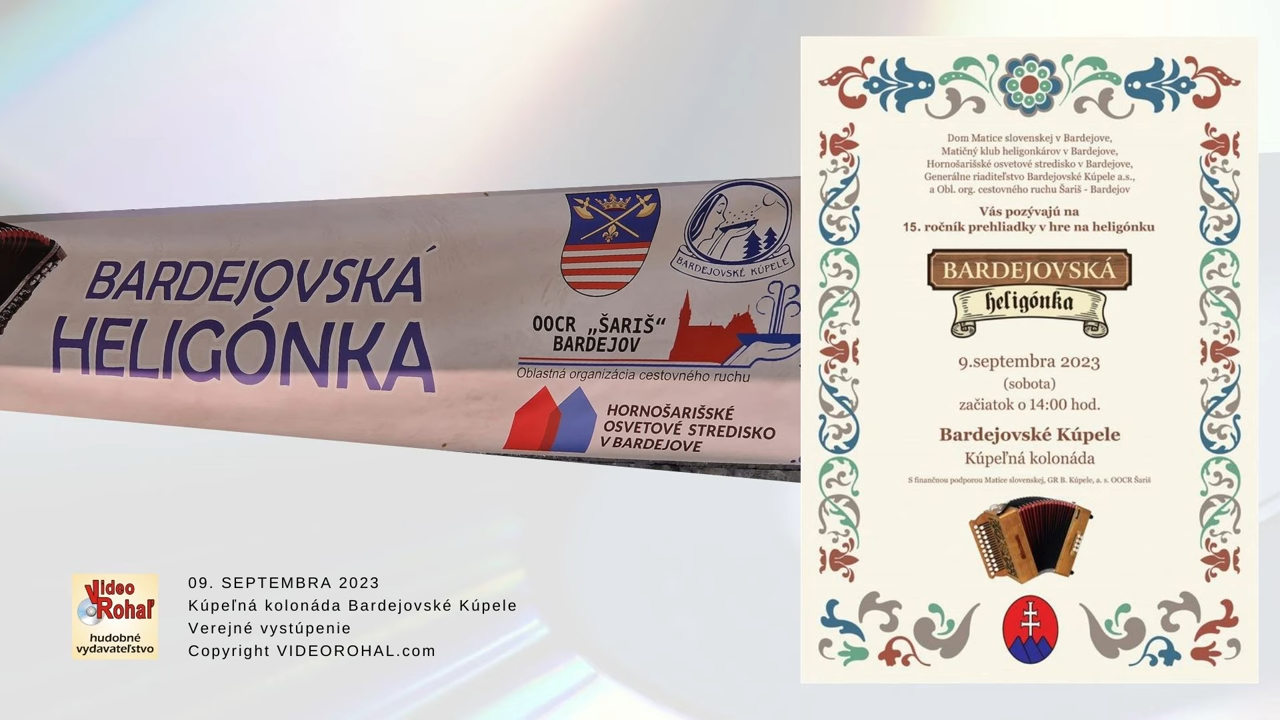 BARDEJOVSKÁ
HELIGÓNKA
BARDEJOVSKÉ KÚPELE
OOCR „ŠARIŠ“
BARDEJOV
Oblastná organizácia cestovného ruchu
HORNOŠARIŠSKÉ
OSVETOVÉ STREDISKO
V BARDEJOVE
Video
Rohaľ
hudobné
vydavateľstvo
09. SEPTEMBRA 2023
Kúpeľná kolonáda Bardejovské Kúpele
Verejné vystúpenie
Copyright VIDEOROHAL.com
Dom Matice slovenskej v Bardejove,
Matičný klub heligonkárov v Bardejove,
Hornošarišské osvetové stredisko v Bardejove,
Generálne riaditeľstvo Bardejovské Kúpele a.s.,
a Obl. org. cestovného ruchu Šariš - Bardejov
Vás pozývajú na
15. ročník prehliadky v hre na heligónku
BARDEJOVSKÁ
heligónka
9.septembra 2023
(sobota)
začiatok o 14:00 hod.
Bardejovské Kúpele
Kúpeľná kolonáda
S finančnou podporou Matice slovenskej, GR B. Kúpele, a. s. OOCR Šariš